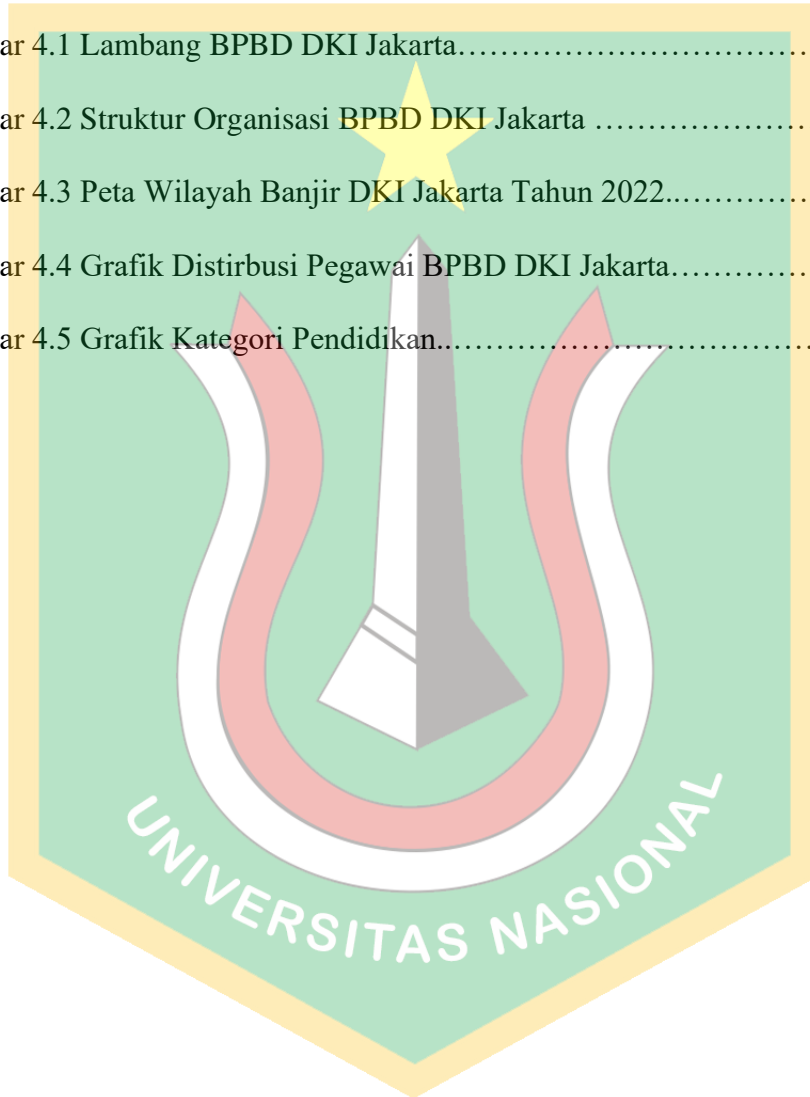 ar 4.1 Lambang BPBD DKI Jakarta……………………………
ar 4.2 Struktur Organisasi BPBD DKI Jakarta …………………
ar 4.3 Peta Wilayah Banjir DKI Jakarta Tahun 2022..…………
ar 4.4 Grafik Distirbusi Pegawai BPBD DKI Jakarta…………
ar 4.5 Grafik Kategori Pendidikan..……………………………
UNIVERSITAS NASIONAL